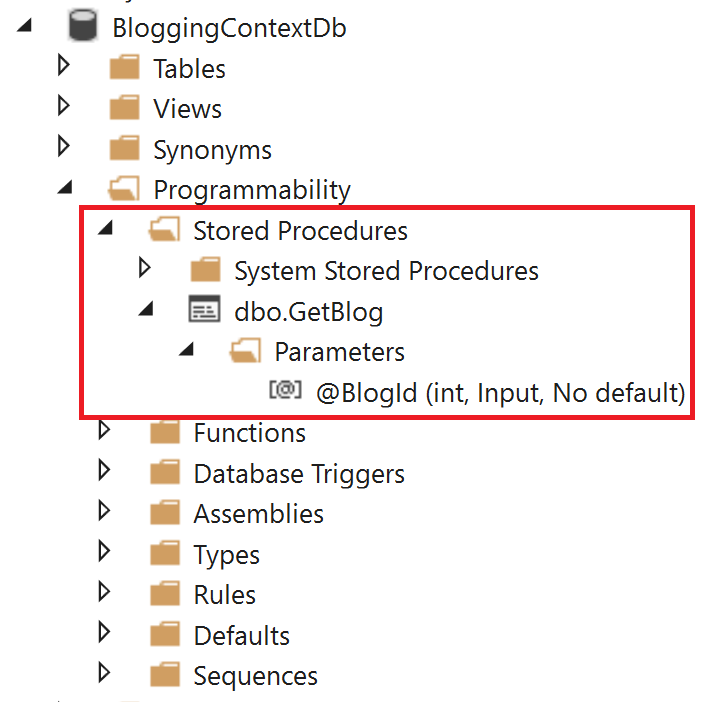 BloggingContextDb
Tables
Views
Synonyms
Programmability
Stored Procedures
System Stored Procedures
dbo.GetBlog
Parameters
[@] @BlogId (int, Input, No default)
Functions
Database Triggers
Assemblies
Types
Rules
Defaults
Sequences